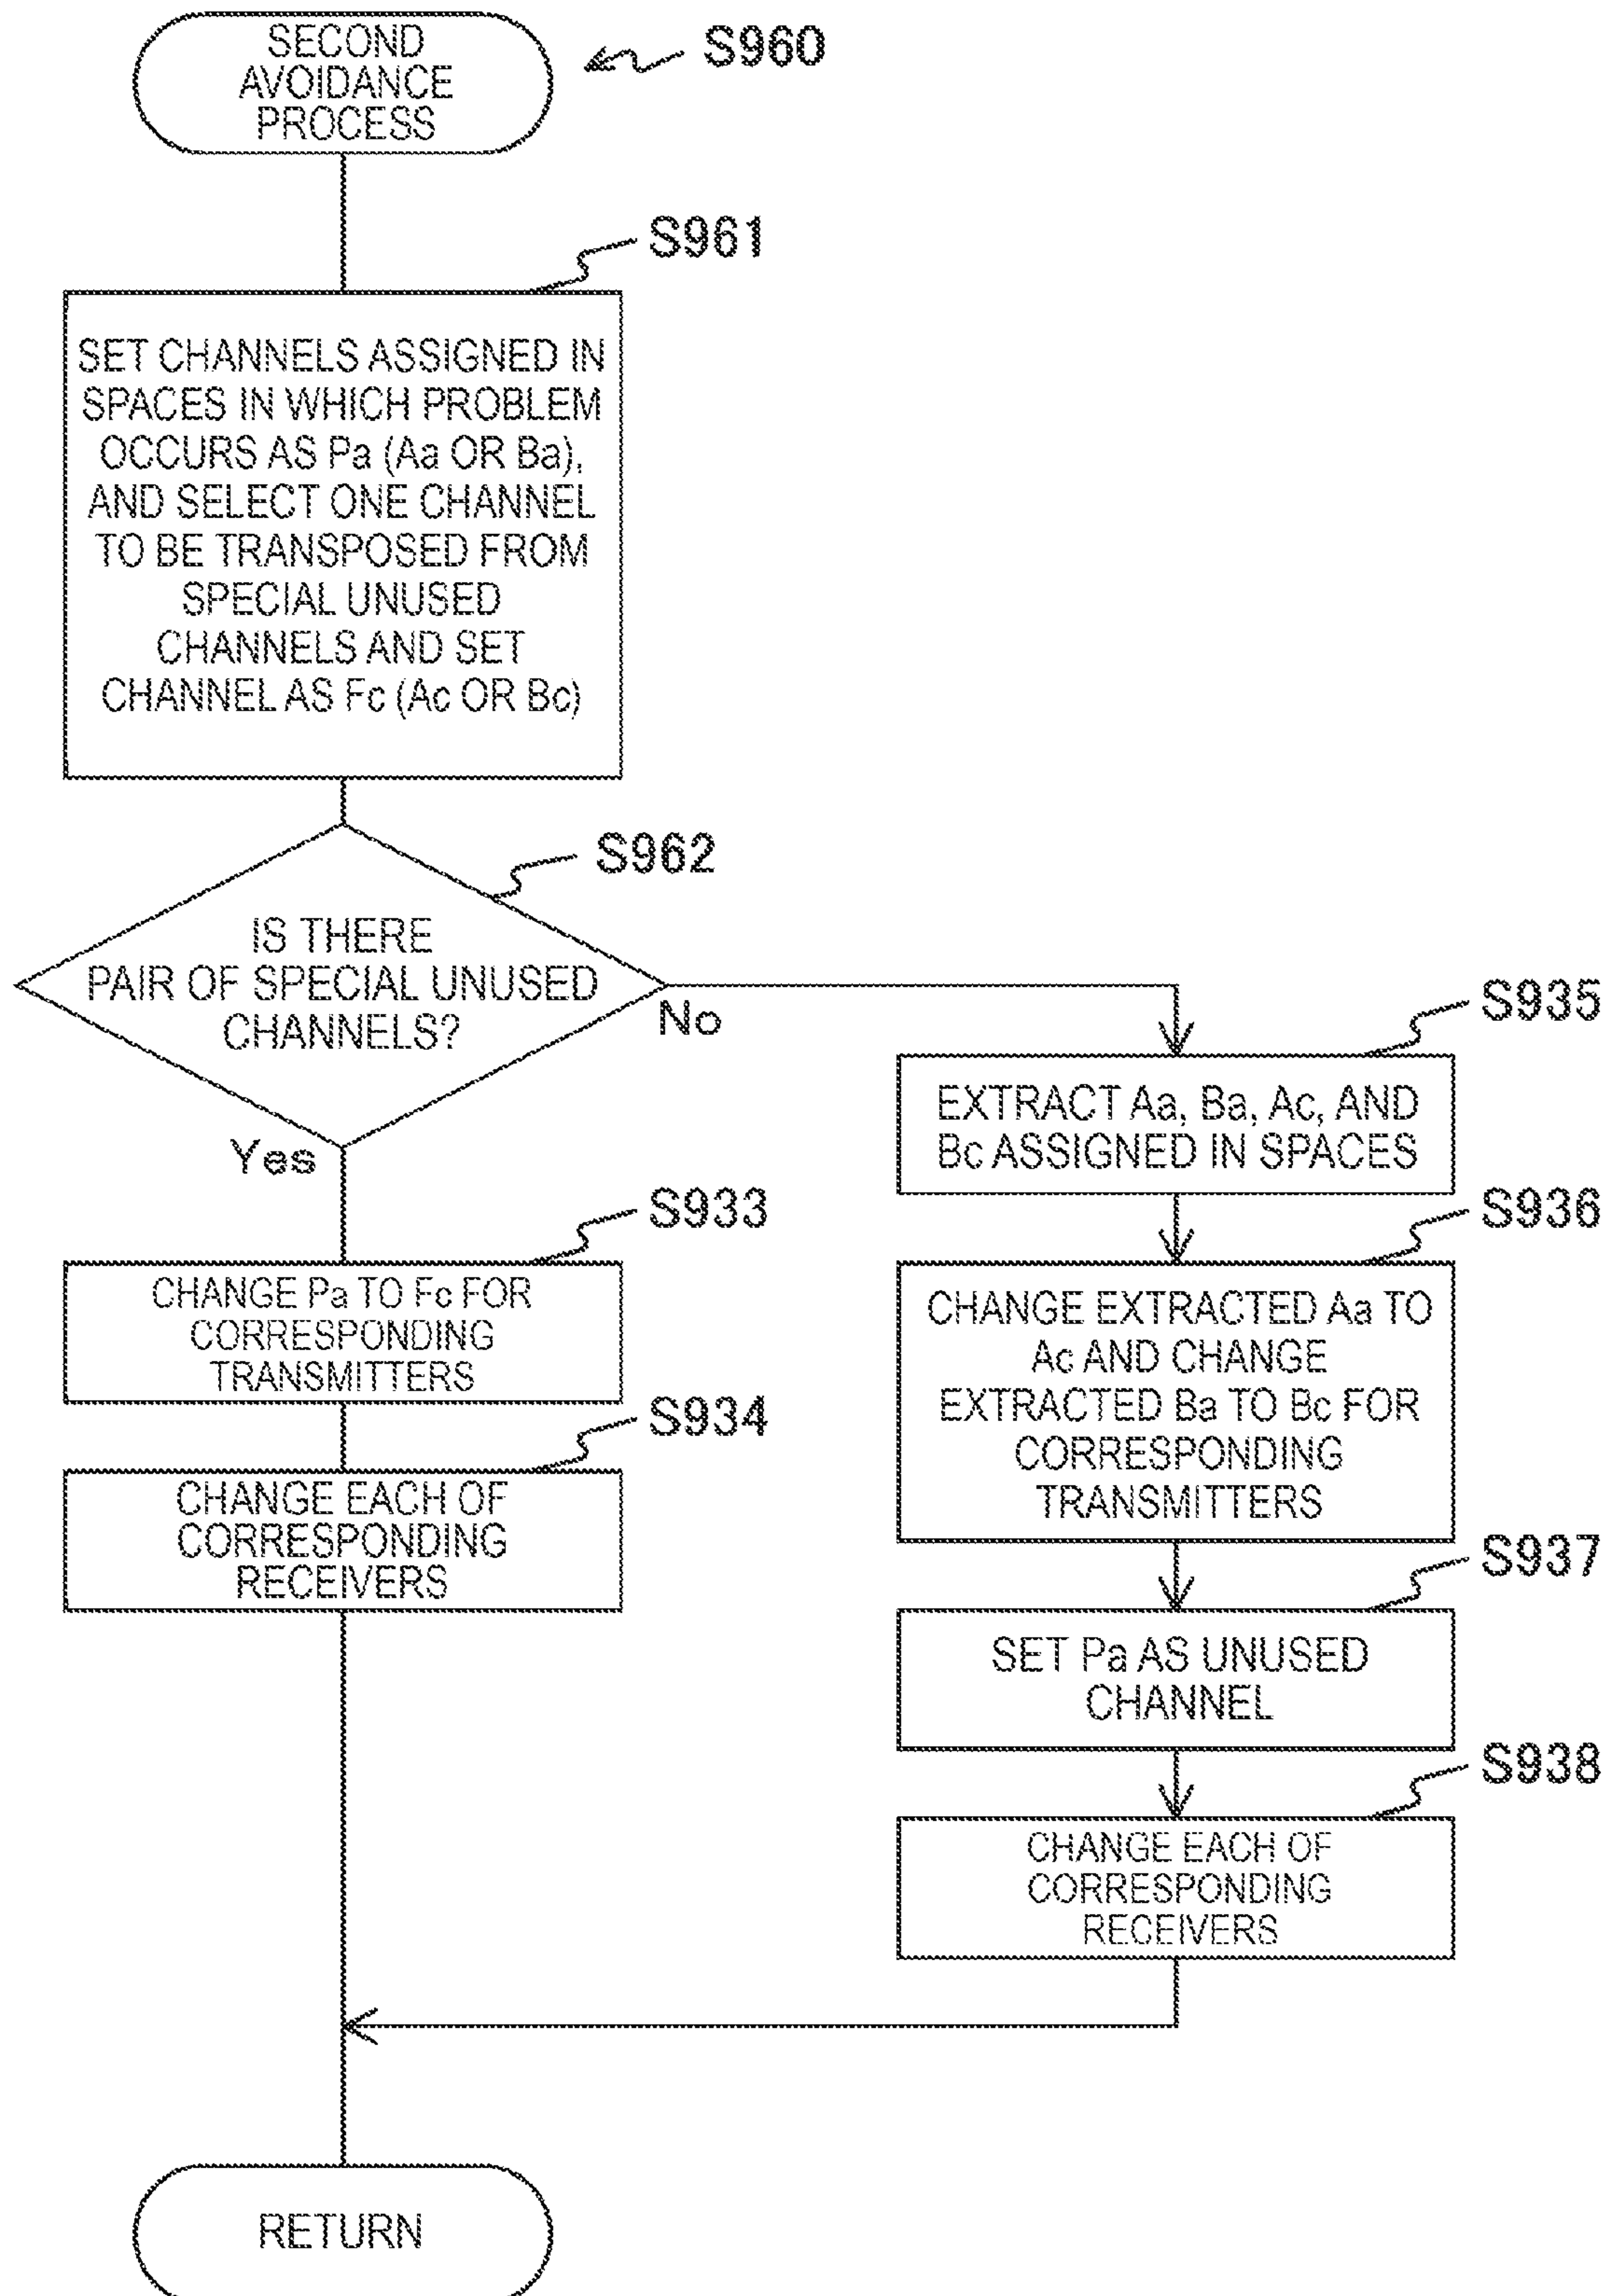 SECOND
AVOIDANCE
PROCESS
S960
S961
SET CHANNELS ASSIGNED IN
SPACES IN WHICH PROBLEM
OCCURS AS Pa (Aa OR Ba),
AND SELECT ONE CHANNEL
TO BE TRANSPOSED FROM
SPECIAL UNUSED
CHANNELS AND SET
CHANNEL AS Fc (Ac OR Bc)
S962
IS THERE
PAIR OF SPECIAL UNUSED
CHANNELS?
No
Yes
S933
CHANGE Pa TO Fc FOR
CORRESPONDING
TRANSMITTERS
S934
CHANGE EACH OF
CORRESPONDING
RECEIVERS
S935
EXTRACT Aa, Ba, Ac, AND
Bc ASSIGNED IN SPACES
S936
CHANGE EXTRACTED Aa TO
Ac AND CHANGE
EXTRACTED Ba TO Bc FOR
CORRESPONDING
TRANSMITTERS
S937
SET Pa AS UNUSED
CHANNEL
S938
CHANGE EACH OF
CORRESPONDING
RECEIVERS
RETURN